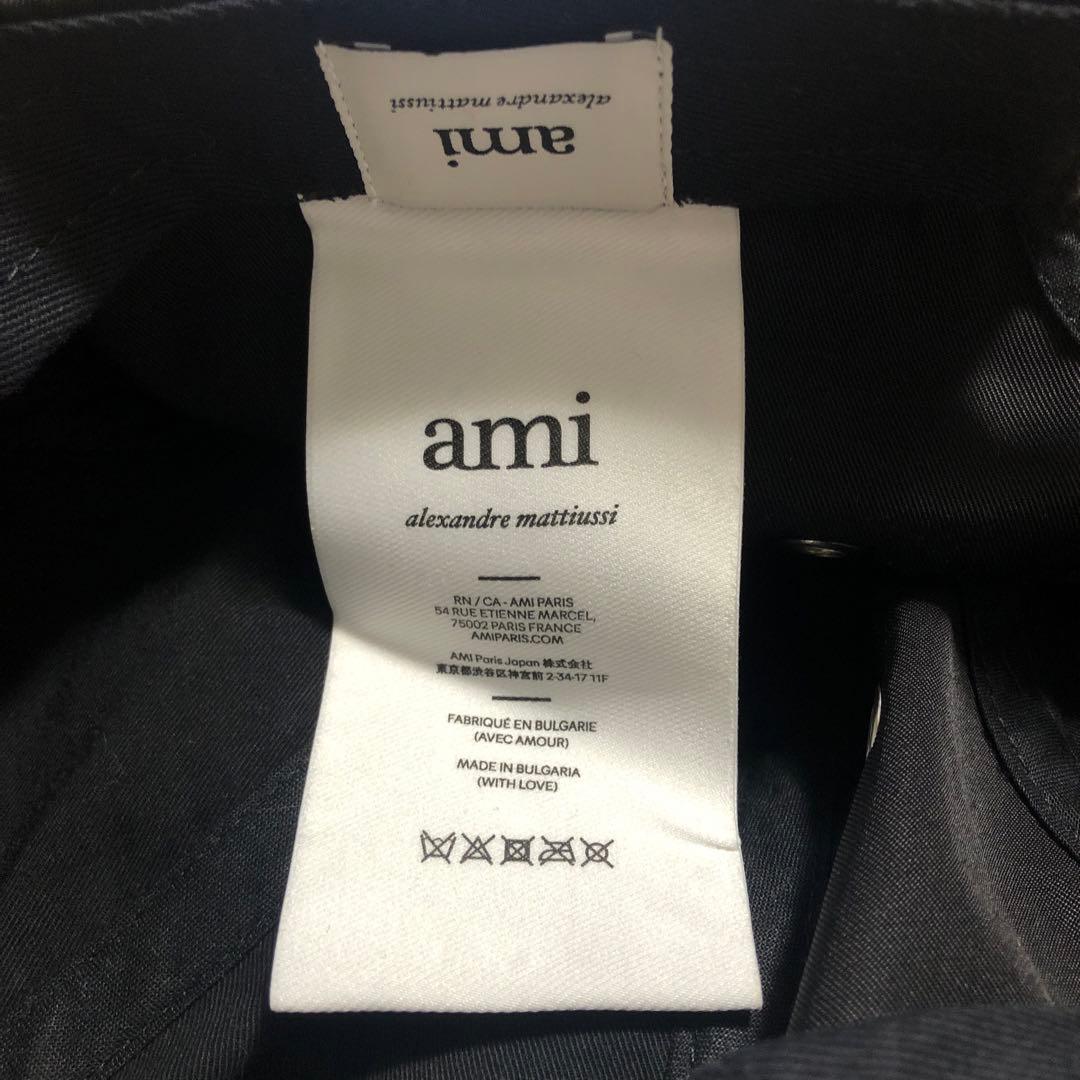 alexandre mattiussi
ami
ami
alexandre mattiussi
RN / CA - AMI PARIS
54 RUE ETIENNE MARCEL,
75002 PARIS FRANCE
AMIPARIS.COM
AMI Paris Japan 株式会社
東京都渋谷区神宮前 2-34-17 11F
FABRIQUÉ EN BULGARIE
(AVEC AMOUR)
MADE IN BULGARIA
(WITH LOVE)